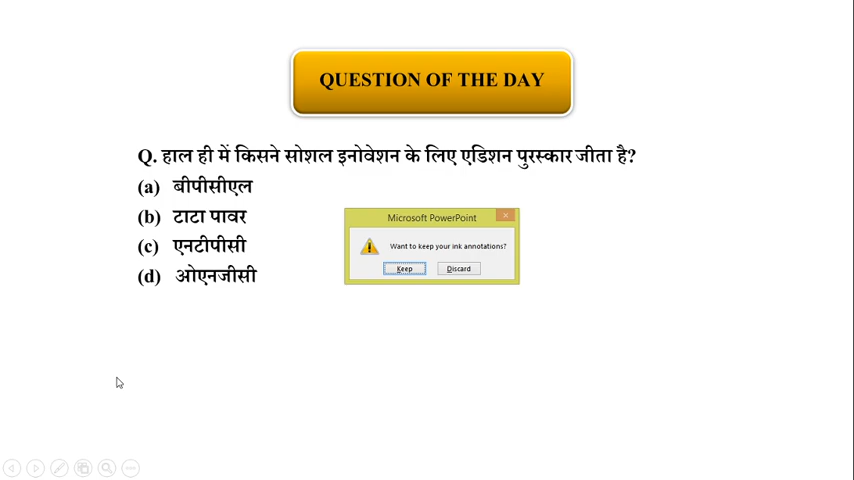 QUESTION OF THE DAY
Q. हाल ही में किसने सोशल इनोवेशन के लिए एडिशन पुरस्कार जीता है?
(a) बीपीसीएल
(b) टाटा पावर
(c) एनटीपीसी
(d) ओएनजीसी
Microsoft PowerPoint
Want to keep your ink annotations?
Keep Discard